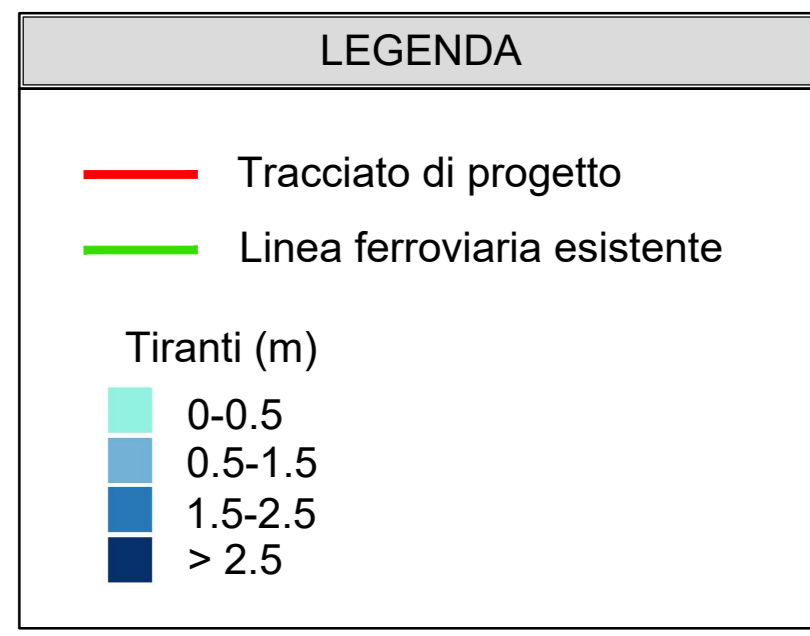 LEGENDA
Tracciato di progetto
Linea ferroviaria esistente
Tiranti (m)
0-0.5
0.5-1.5
1.5-2.5
> 2.5